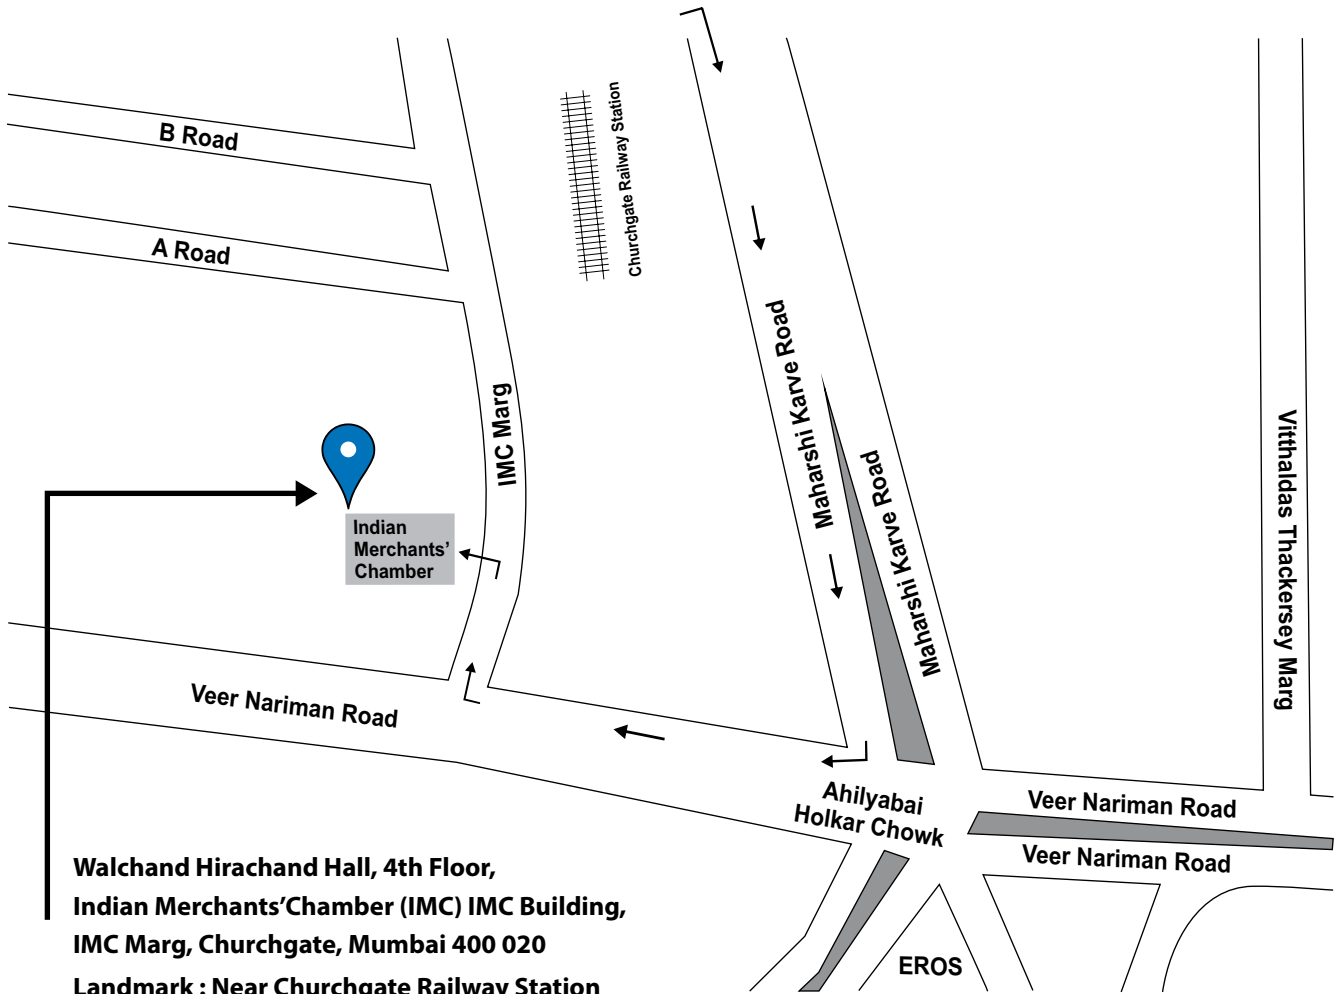 B Road
A Road
Churchgate Railway Station
IMC Marg
Maharshi Karve Road
Maharshi Karve Road
Vitthaldas Thackersey Marg
Indian
Merchants’
Chamber
Veer Nariman Road
Ahilyabai
Holkar Chowk
Veer Nariman Road
Veer Nariman Road
EROS
Walchand Hirachand Hall, 4th Floor,
Indian Merchants’Chamber (IMC) IMC Building,
IMC Marg, Churchgate, Mumbai 400 020
Landmark : Near Churchgate Railway Station